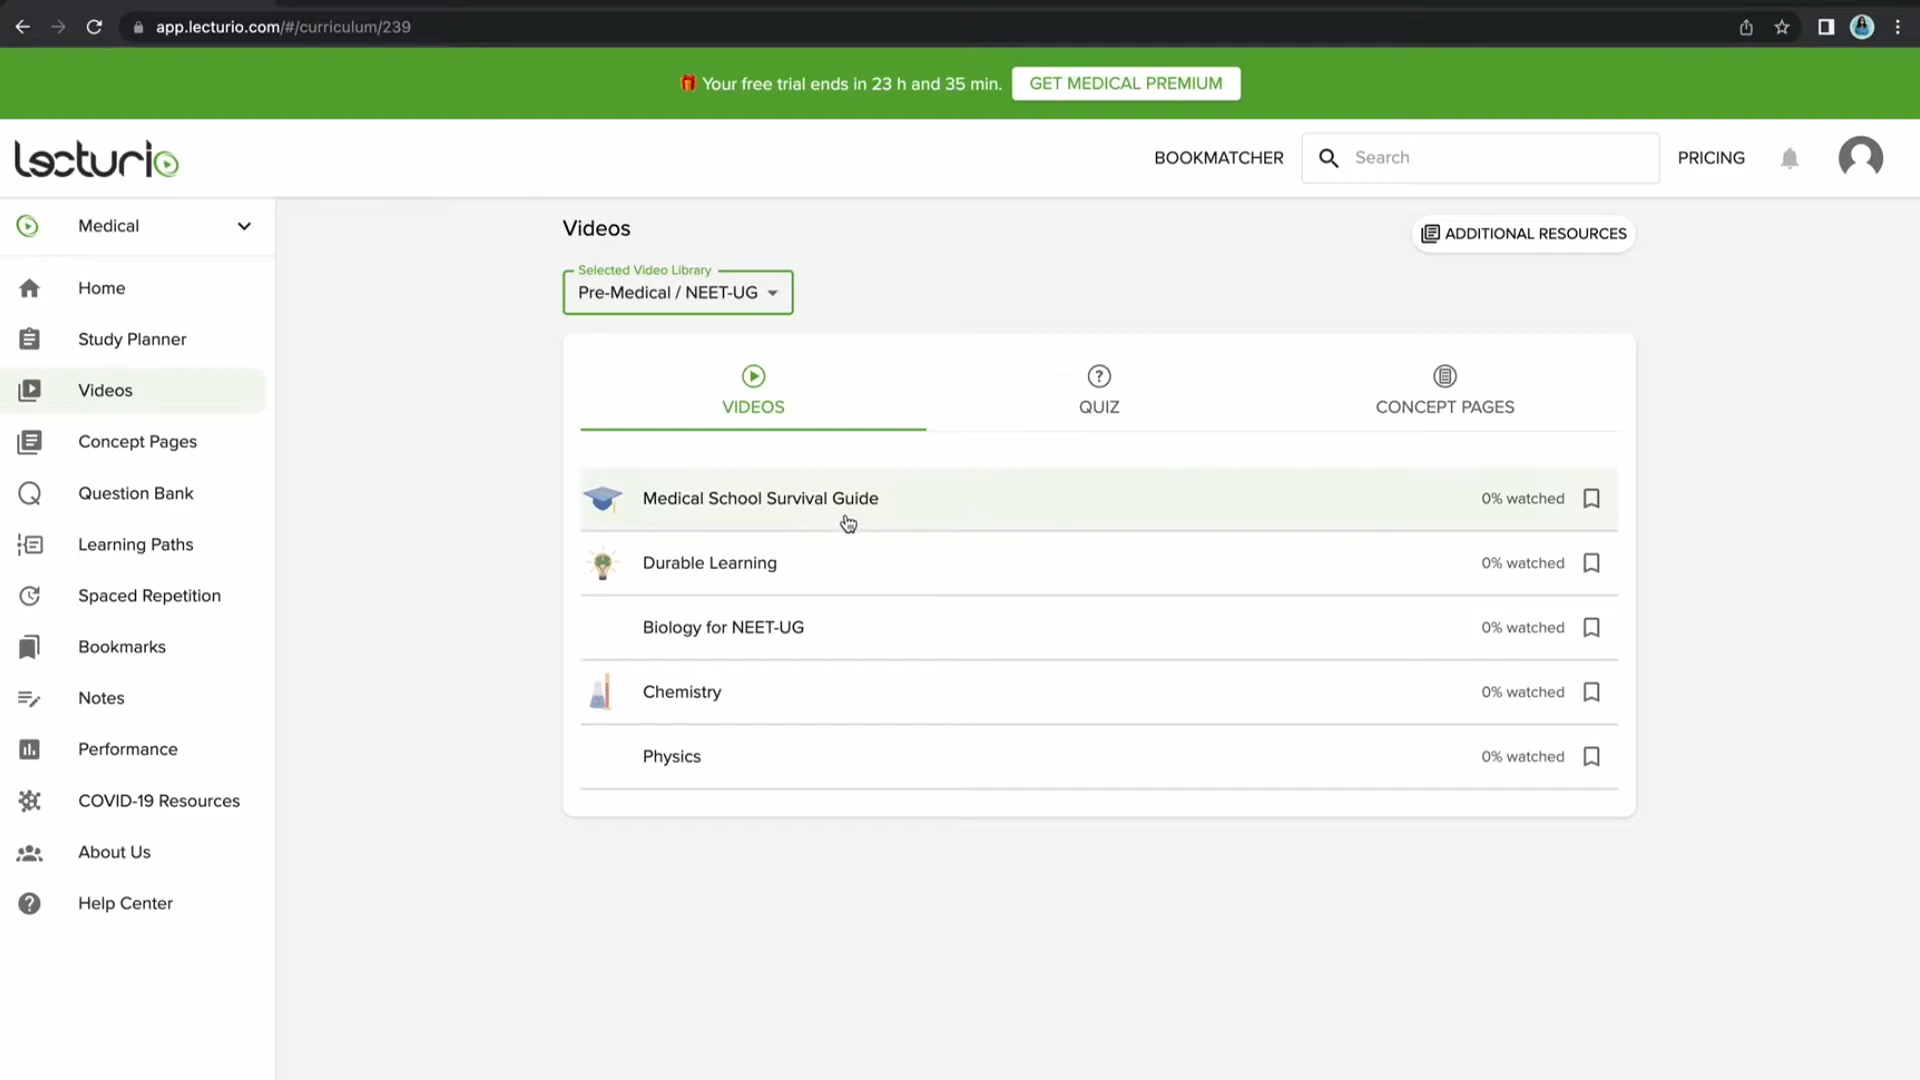 app.lecturio.com/#/curriculum/239
Your free trial ends in 23 h and 35 min.
GET MEDICAL PREMIUM
lecturio
BOOKMATCHER
Search
PRICING
Medical
Home
Study Planner
Videos
Concept Pages
Question Bank
Learning Paths
Spaced Repetition
Bookmarks
Notes
Performance
COVID-19 Resources
About Us
Help Center
Videos
ADDITIONAL RESOURCES
Selected Video Library
Pre-Medical / NEET-UG
VIDEOS
QUIZ
CONCEPT PAGES
Medical School Survival Guide 0% watched
Durable Learning 0% watched
Biology for NEET-UG 0% watched
Chemistry 0% watched
Physics 0% watched